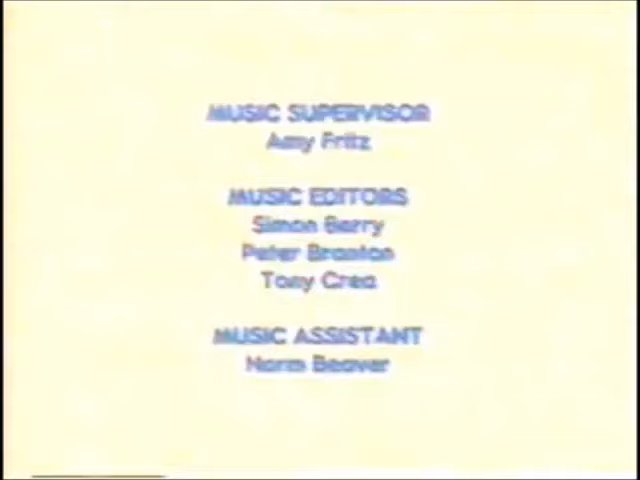 MUSIC SUPERVISOR
Amy Fritz
MUSIC EDITORS
Simon Berry
Peter Branton
Tony Crea
MUSIC ASSISTANT
Norm Beaver